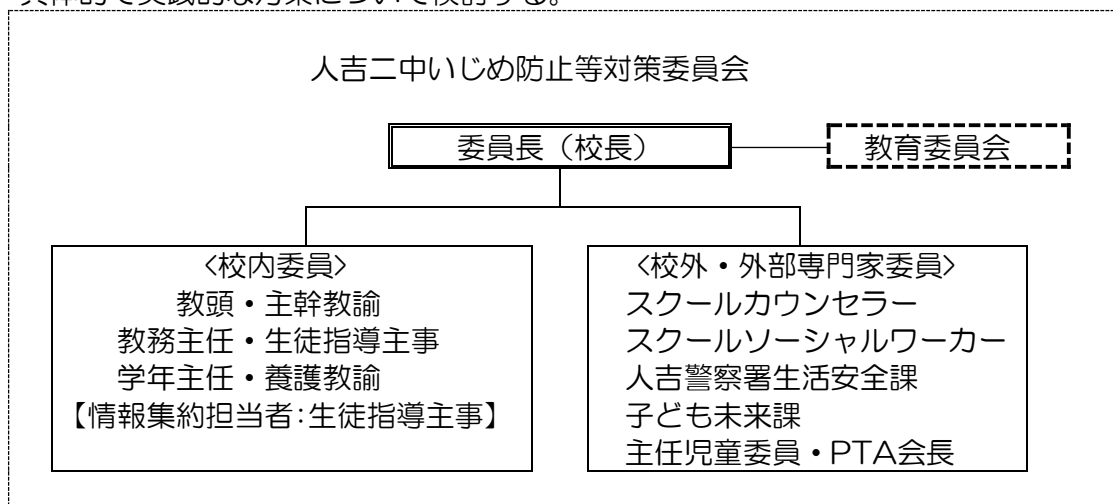 具体的で実践的な方策について検討する。
人吉二中いじめ防止等対策委員会
委員長（校長）
教育委員会
<校内委員>
教頭・主幹教諭
教務主任・生徒指導主事
学年主任・養護教諭
【情報集約担当者：生徒指導主事】
<校外・外部専門家委員>
スクールカウンセラー
スクールソーシャルワーカー
人吉警察署生活安全課
子ども未来課
主任児童委員・PTA会長